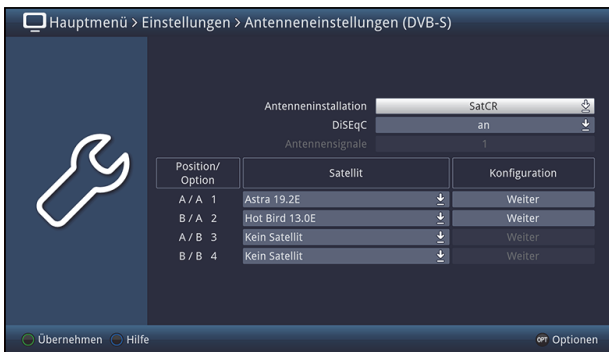 Hauptmenü > Einstellungen > Antenneneinstellungen (DVB-S)
Antenneninstallation SatCR
DiSEqC an
Antennensignale 1
Position/
Option Satellit Konfiguration
A / A 1 Astra 19.2E Weiter
B / A 2 Hot Bird 13.0E Weiter
A / B 3 Kein Satellit Weiter
B / B 4 Kein Satellit Weiter
Übernehmen Hilfe OPT Optionen